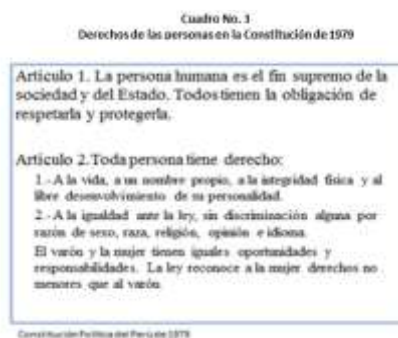 Cuadro No. 3
Derechos de las personas en la Constitución de 1979
Artículo 1. La persona humana es el fin supremo de la
sociedad y del Estado. Todos tienen la obligación de
respetarla y protegerla.
Artículo 2. Toda persona tiene derecho:
1.- A la vida, a un nombre propio, a la integridad física y al
libre desenvolvimiento de su personalidad.
2.- A la igualdad ante la ley, sin discriminación alguna por
razón de sexo, raza, religión, opinión e idioma.
El varón y la mujer tienen iguales oportunidades y
responsabilidades. La ley reconoce a la mujer derechos no
menores que al varón.
Constitución Política del Perú de 1979